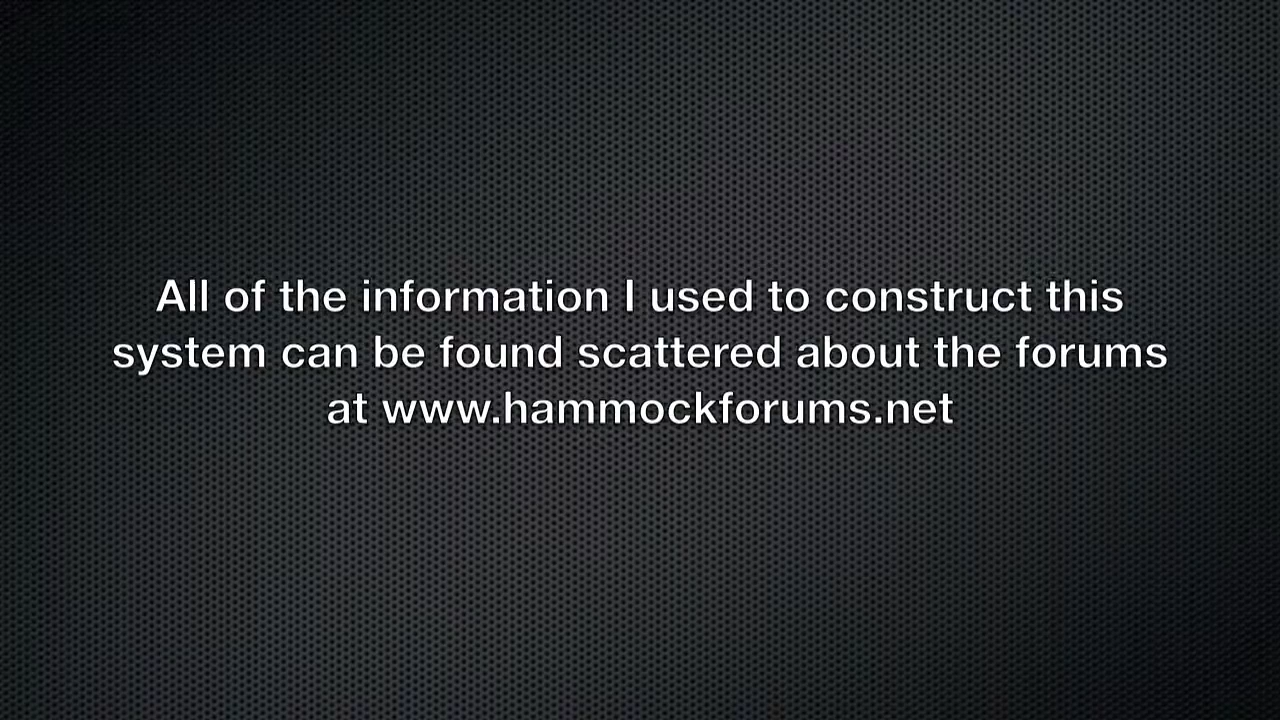 All of the information I used to construct this
system can be found scattered about the forums
at www.hammockforums.net